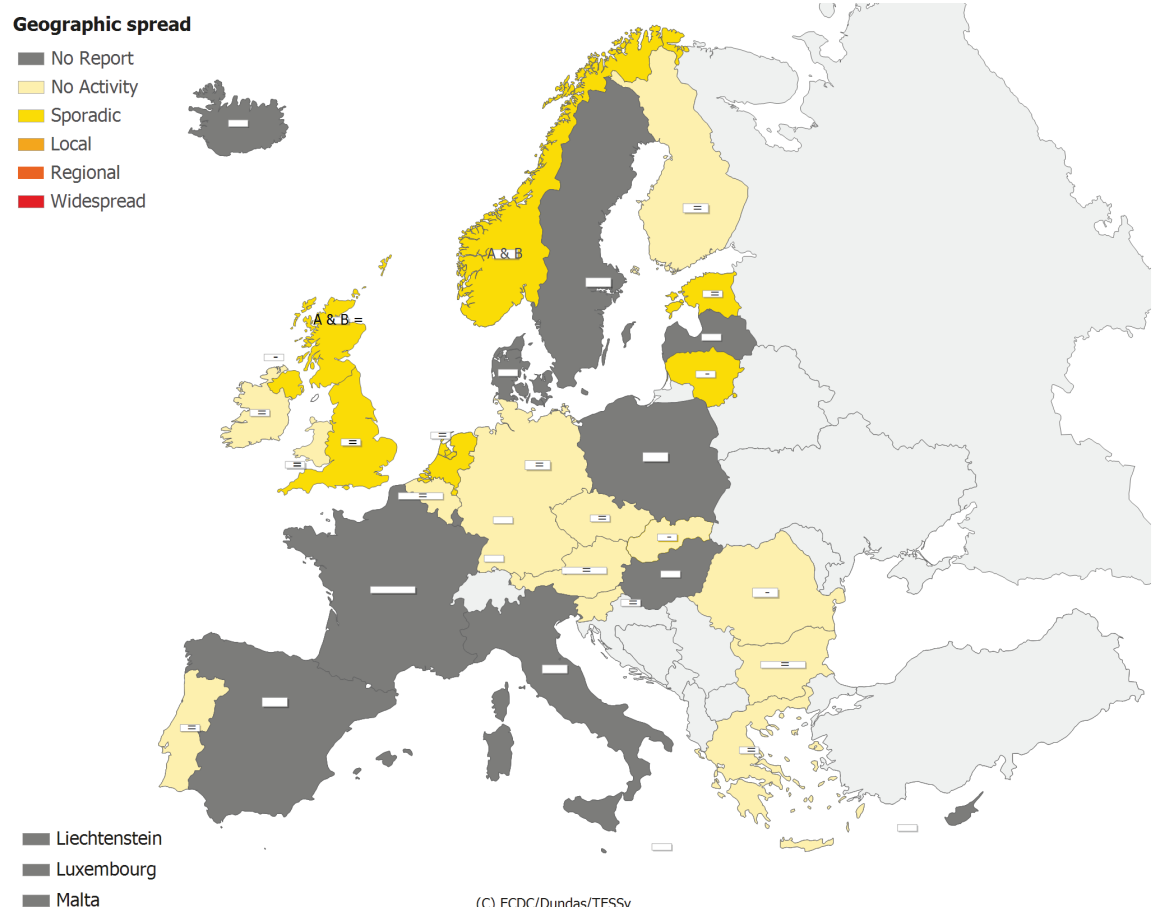 Geographic spread
No Report
No Activity
Sporadic
Local
Regional
Widespread
=
A & B
=
A & B =
-
-
=
=
=
=
=
=
=
-
=
=
-
=
=
=
Liechtenstein
Luxembourg
Malta
(C) ECDC/Dundas/TESSy